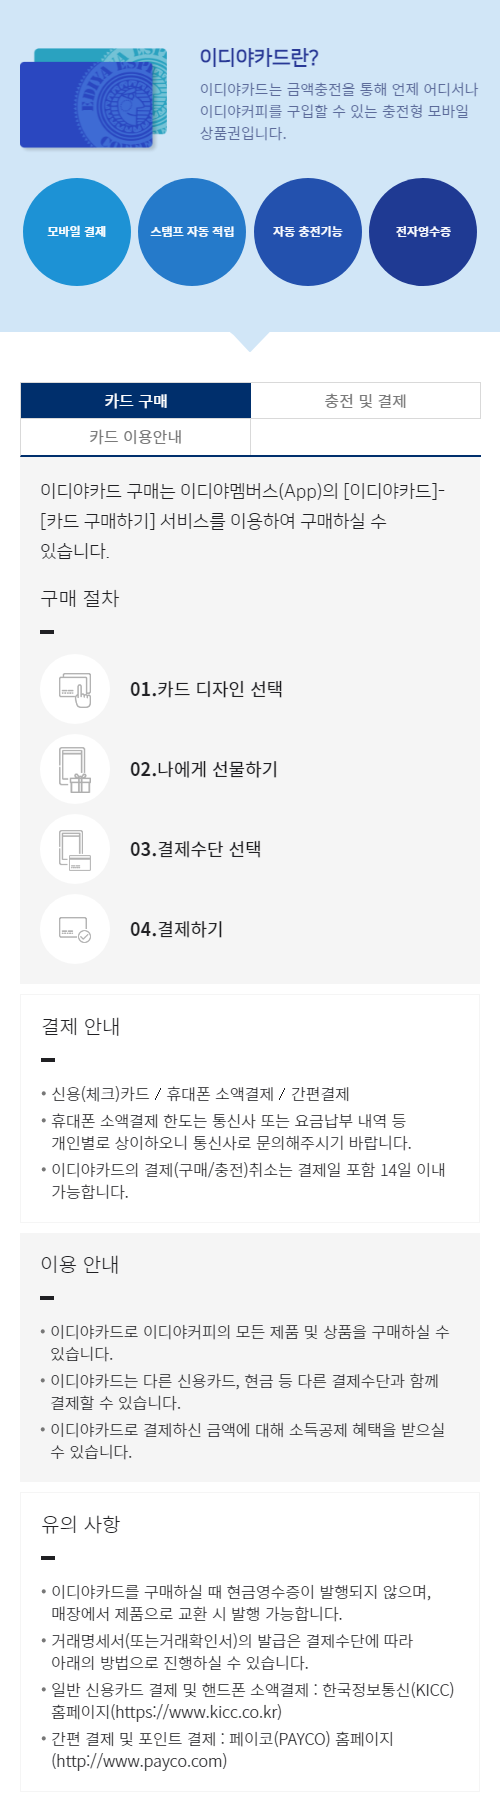 이디야카드란?
이디야카드는 금액충전을 통해 언제 어디서나
이디야커피를 구입할 수 있는 충전형 모바일
상품권입니다.
모바일 결제
스탬프 자동 적립
자동 충전기능
전자영수증
카드 구매
충전 및 결제
카드 이용안내
이디야카드 구매는 이디야멤버스(App)의 [이디야카드]-
[카드 구매하기] 서비스를 이용하여 구매하실 수
있습니다.
구매 절차
01.카드 디자인 선택
02.나에게 선물하기
03.결제수단 선택
04.결제하기
결제 안내
• 신용(체크)카드 / 휴대폰 소액결제 / 간편결제
• 휴대폰 소액결제 한도는 통신사 또는 요금납부 내역 등
개인별로 상이하오니 통신사로 문의해주시기 바랍니다.
• 이디야카드의 결제(구매/충전)취소는 결제일 포함 14일 이내
가능합니다.
이용 안내
• 이디야카드로 이디야커피의 모든 제품 및 상품을 구매하실 수
있습니다.
• 이디야카드는 다른 신용카드, 현금 등 다른 결제수단과 함께
결제할 수 있습니다.
• 이디야카드로 결제하신 금액에 대해 소득공제 혜택을 받으실
수 있습니다.
유의 사항
• 이디야카드를 구매하실 때 현금영수증이 발행되지 않으며,
매장에서 제품으로 교환 시 발행 가능합니다.
• 거래명세서(또는거래확인서)의 발급은 결제수단에 따라
아래의 방법으로 진행하실 수 있습니다.
• 일반 신용카드 결제 및 핸드폰 소액결제 : 한국정보통신(KICC)
홈페이지(https://www.kicc.co.kr)
• 간편 결제 및 포인트 결제 : 페이코(PAYCO) 홈페이지
(http://www.payco.com)